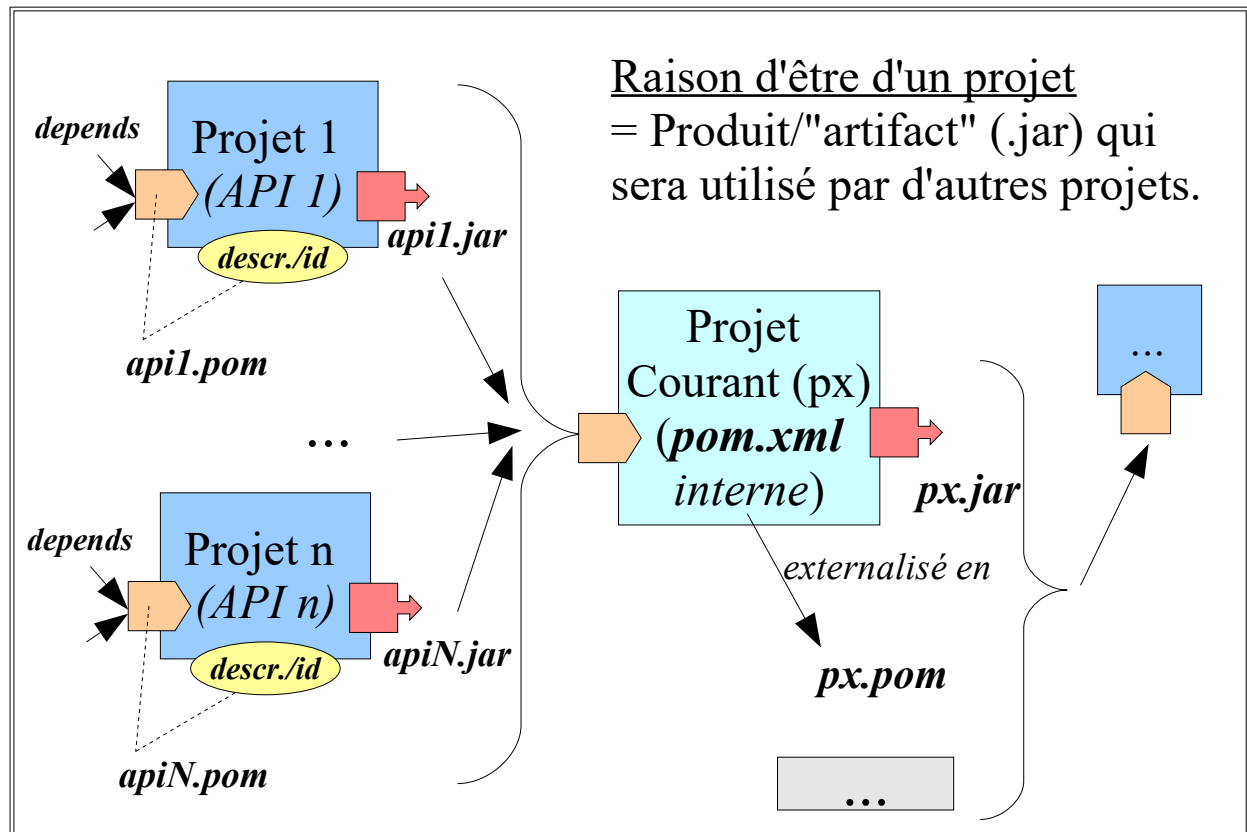 Raison d'être d'un projet
= Produit/"artifact" (.jar) qui
sera utilisé par d'autres projets.
depends
Projet 1
(API 1)
descr./id
api1.jar
api1.pom
...
depends
Projet n
(API n)
descr./id
apiN.jar
apiN.pom
Projet
Courant (px)
(pom.xml
interne)
px.jar
externalisé en
px.pom
...
...